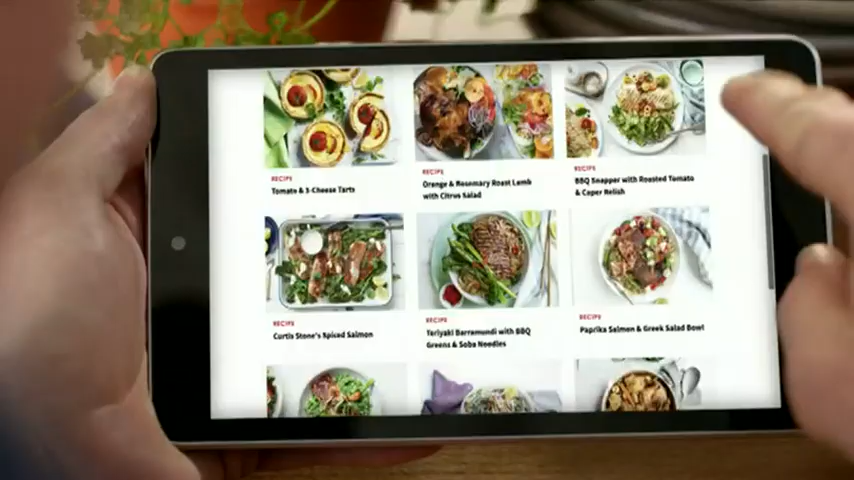 RECIPE
Tomato & 3-Cheese Tarts
RECIPE
Orange & Rosemary Roast Lamb
with Citrus Salad
RECIPE
BBQ Snapper with Roasted Tomato
& Caper Relish
RECIPE
Curtis Stone's Spiced Salmon
RECIPE
Teriyaki Barramundi with BBQ
Greens & Soba Noodles
RECIPE
Paprika Salmon & Greek Salad Bowl